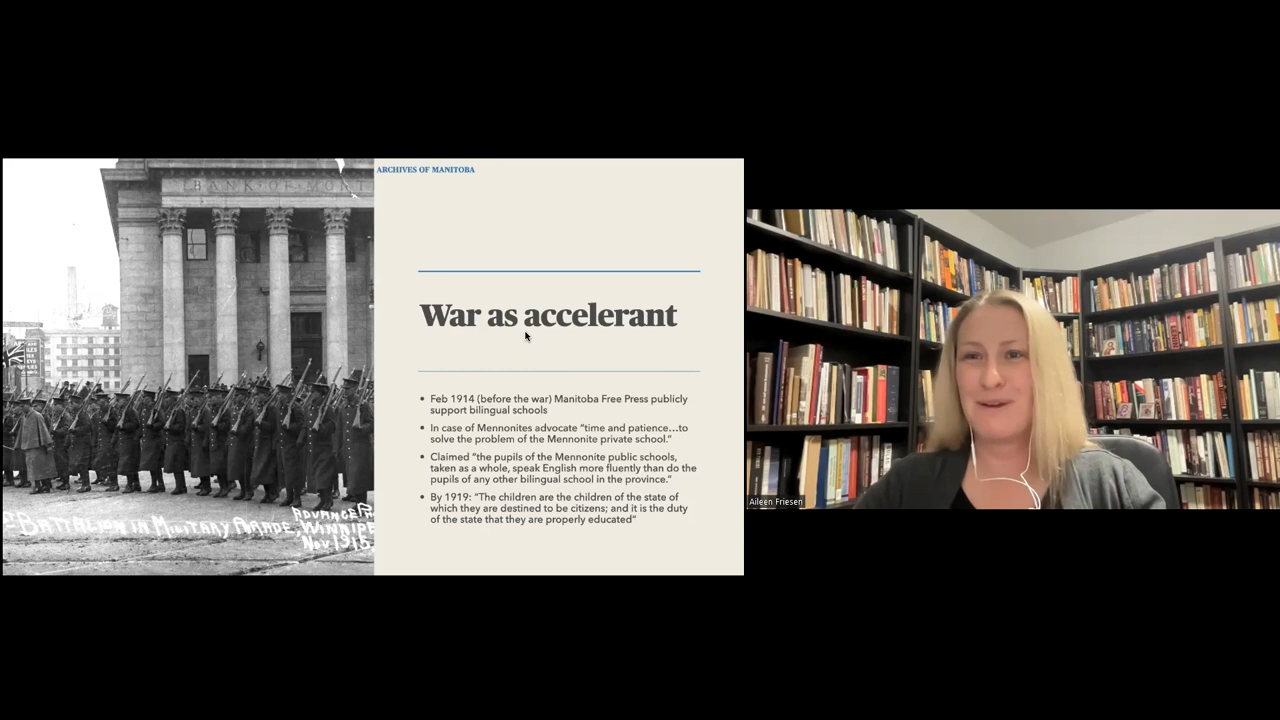 BANK OF MONT
ARCHIVES OF MANITOBA
War as accelerant
• Feb 1914 (before the war) Manitoba Free Press publicly
support bilingual schools
• In case of Mennonites advocate “time and patience…to
solve the problem of the Mennonite private school.”
• Claimed “the pupils of the Mennonite public schools,
taken as a whole, speak English more fluently than do the
pupils of any other bilingual school in the province.”
• By 1919: “The children are the children of the state of
which they are destined to be citizens; and it is the duty
of the state that they are properly educated”
BATTALION IN MILITARY PARADE, WINNIPE
ADVANCE
NOV 1915
Aileen Friesen